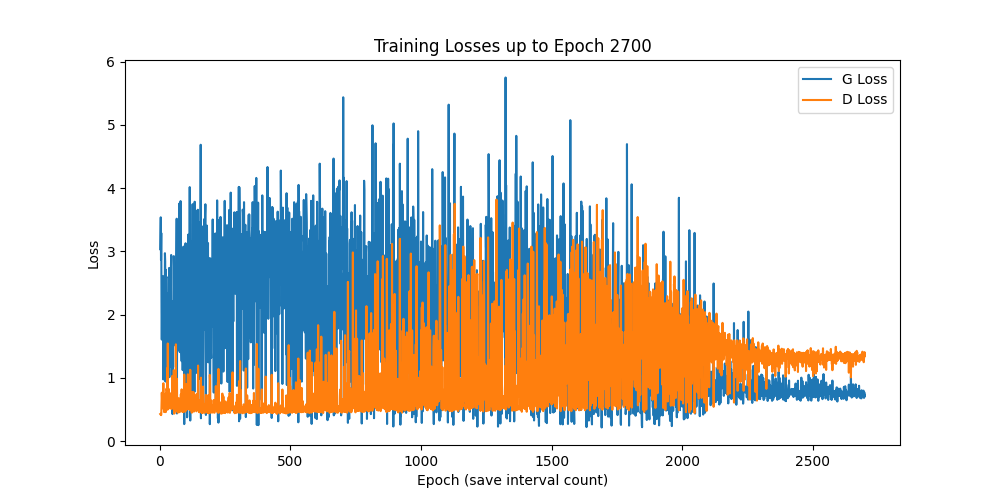 Training Losses up to Epoch 2700
G Loss
D Loss
6
5
4
3
2
1
0
Loss
0
500
1000
1500
2000
2500
Epoch (save interval count)